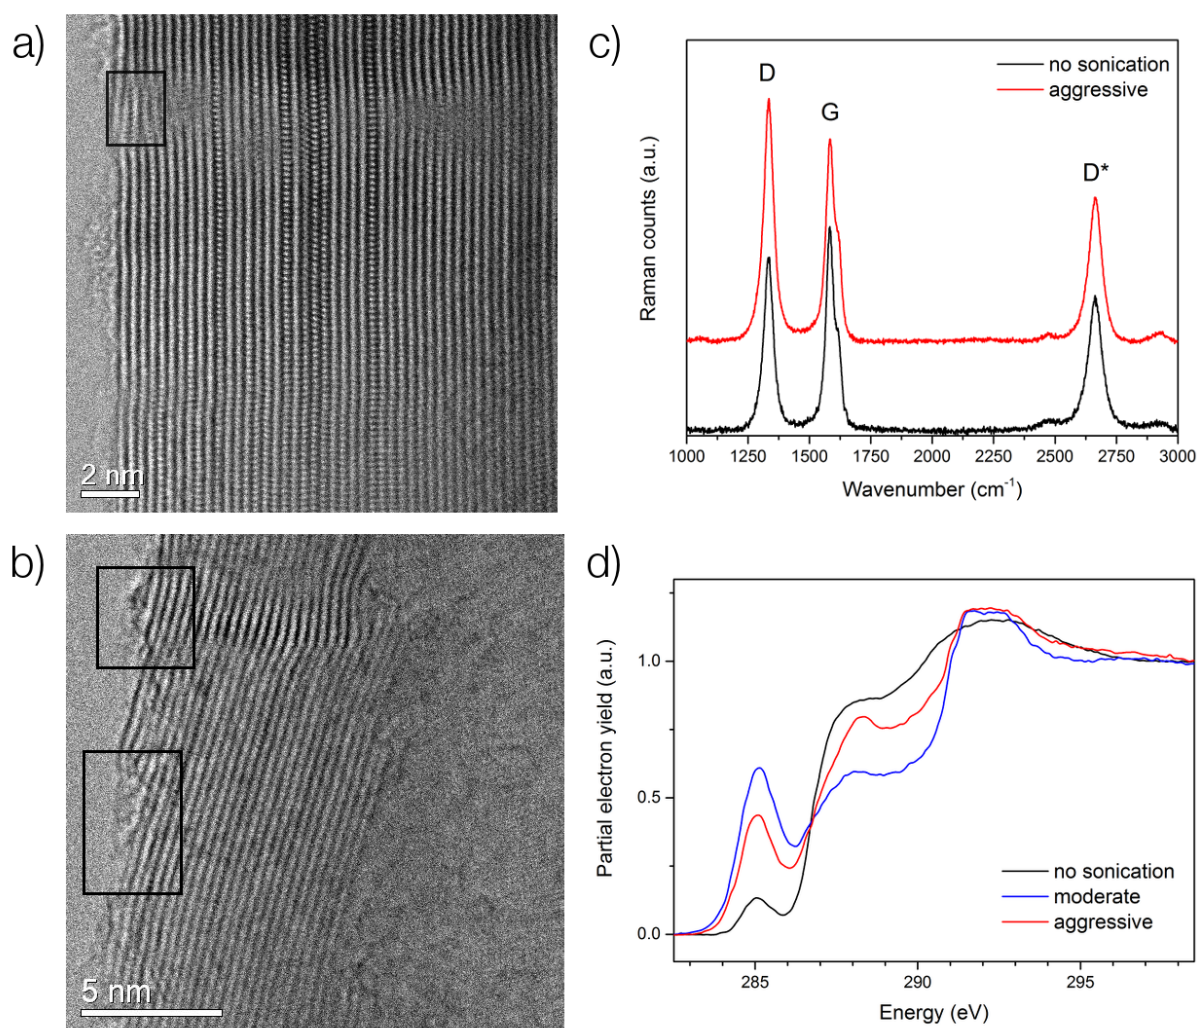 a)
2 nm
b)
5 nm
c)
no sonication
aggressive
D
G
D*
Raman counts (a.u.)
1000 1250 1500 1750 2000 2250 2500 2750 3000
Wavenumber (cm⁻¹)
d)
Partial electron yield (a.u.)
1.0
0.5
0.0
no sonication
moderate
aggressive
285 290 295
Energy (eV)